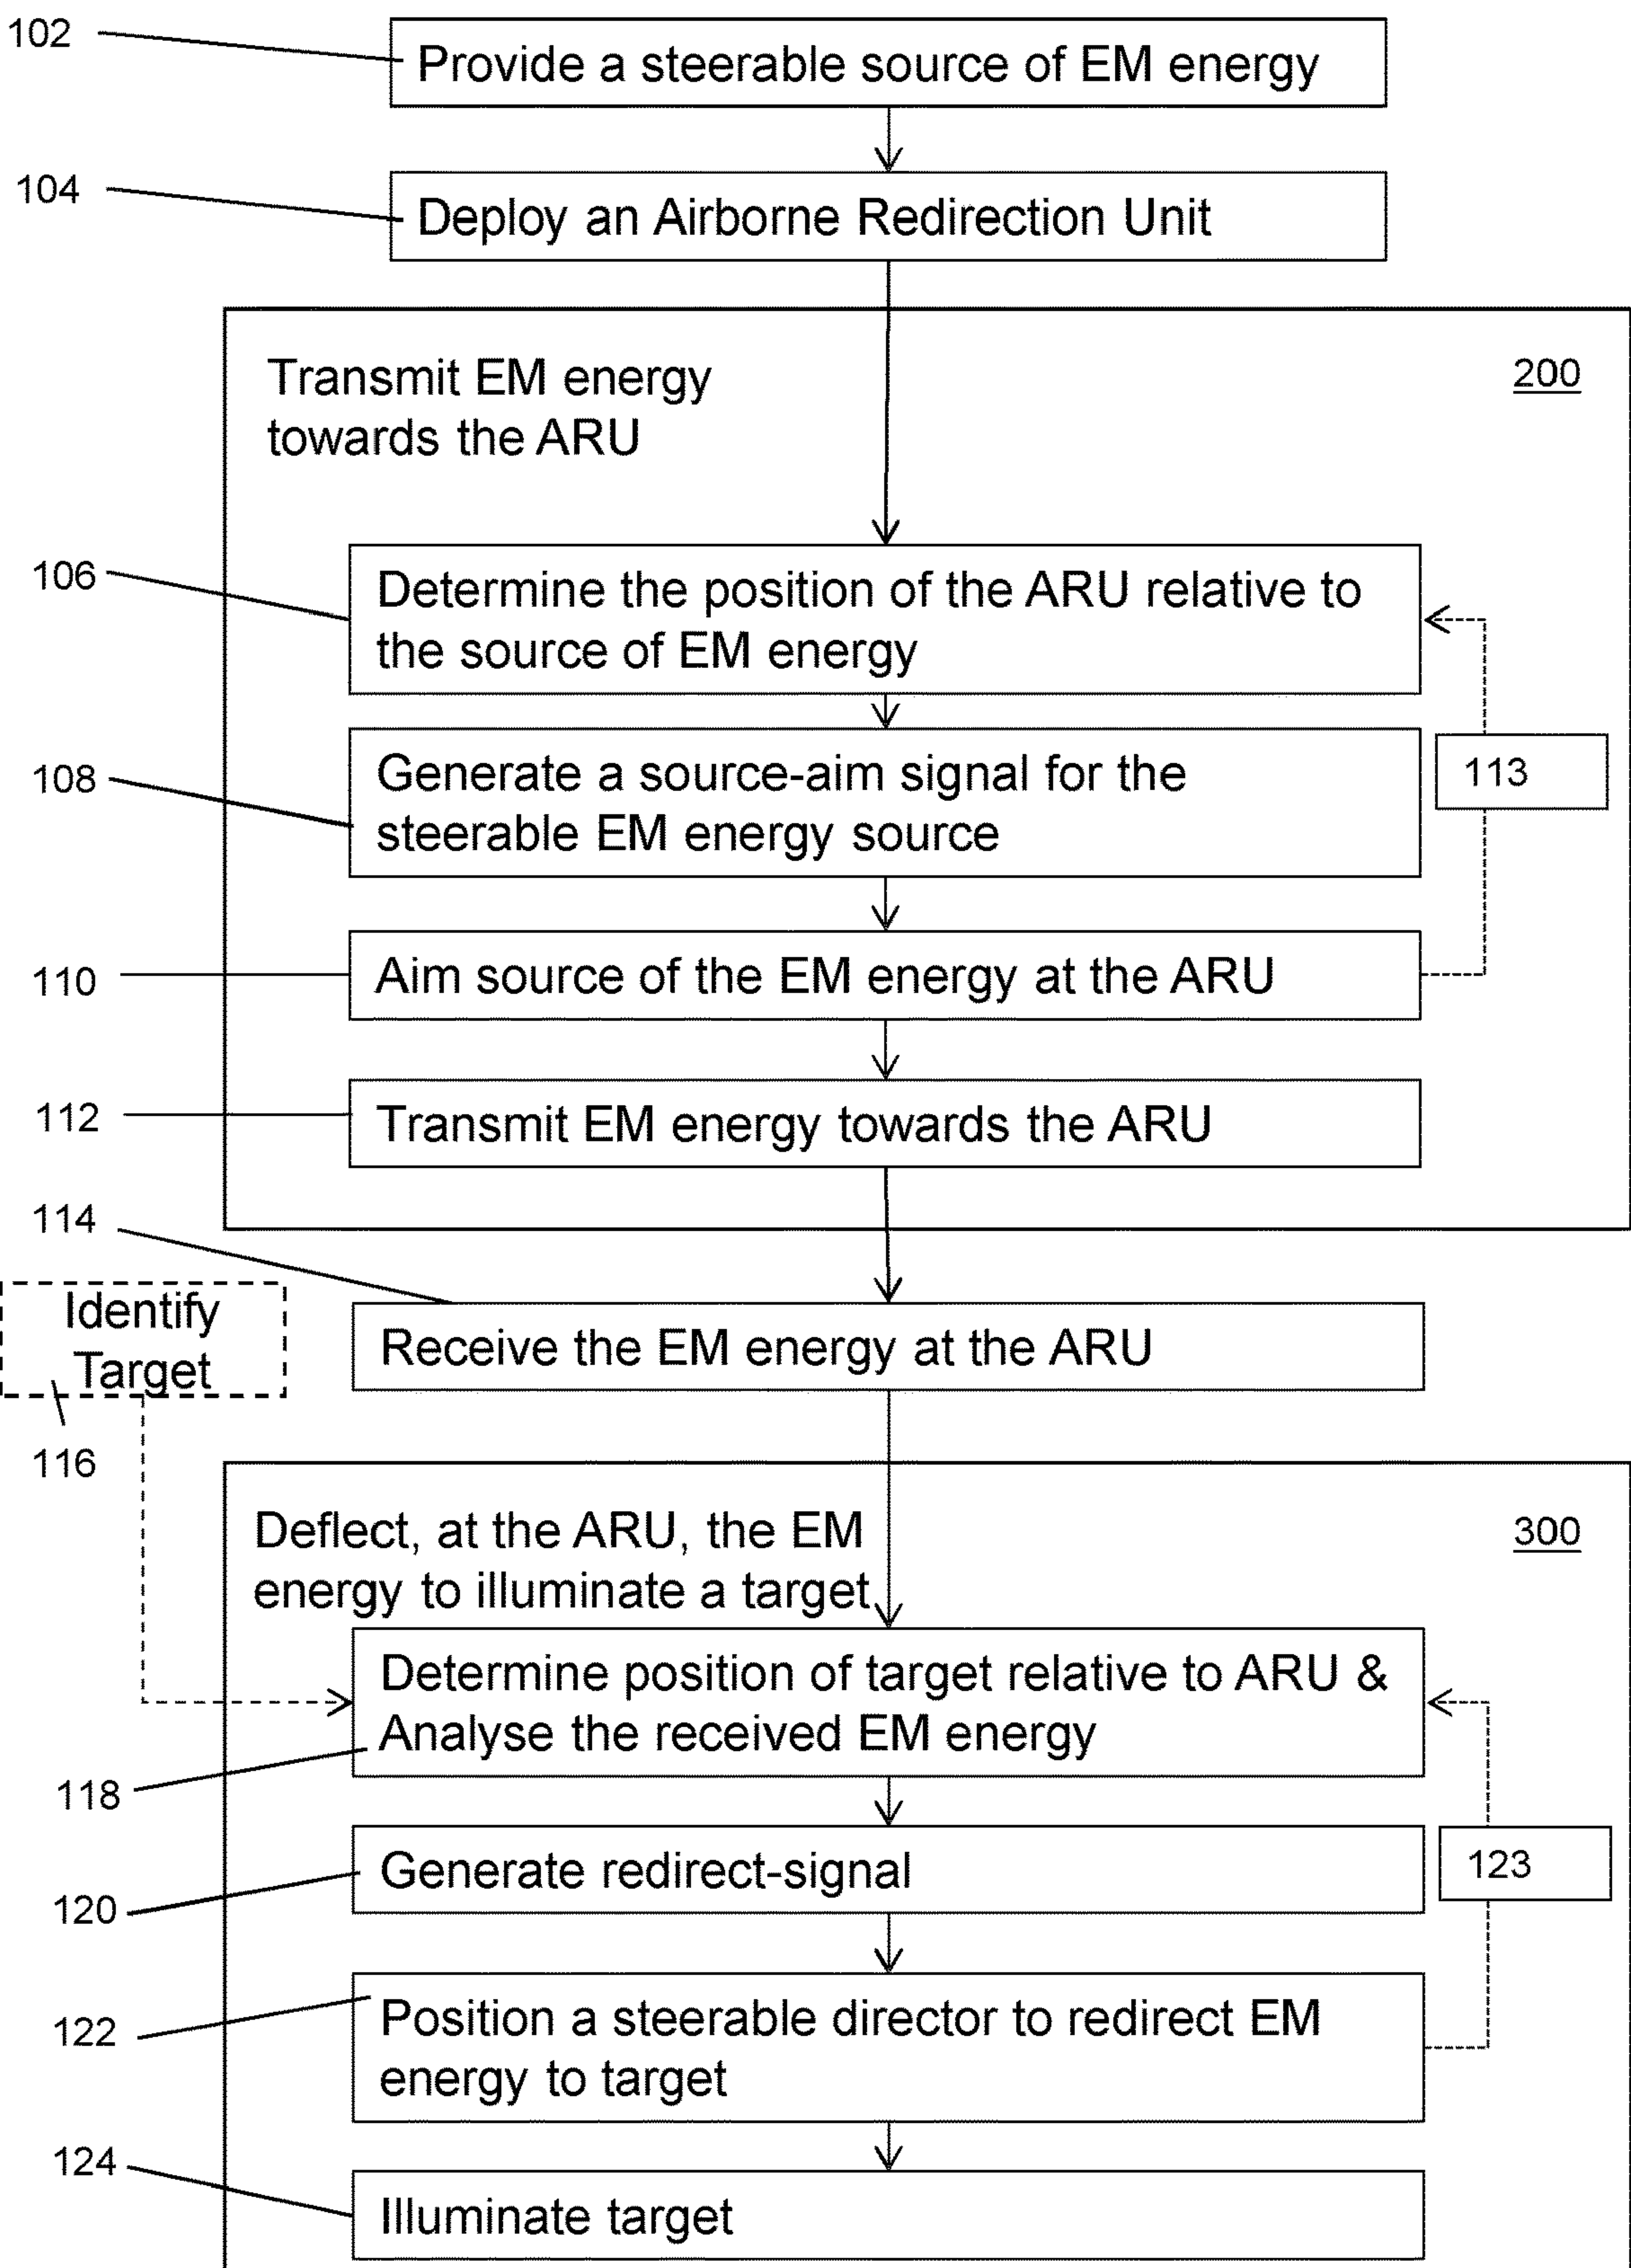 102
Provide a steerable source of EM energy
104
Deploy an Airborne Redirection Unit
Transmit EM energy
towards the ARU
200
106
Determine the position of the ARU relative to
the source of EM energy
108
Generate a source-aim signal for the
steerable EM energy source
113
110
Aim source of the EM energy at the ARU
112
Transmit EM energy towards the ARU
114
Identify
Target
Receive the EM energy at the ARU
116
Deflect, at the ARU, the EM
energy to illuminate a target
300
Determine position of target relative to ARU &
Analyse the received EM energy
118
Generate redirect-signal
123
120
Position a steerable director to redirect EM
energy to target
122
124
Illuminate target